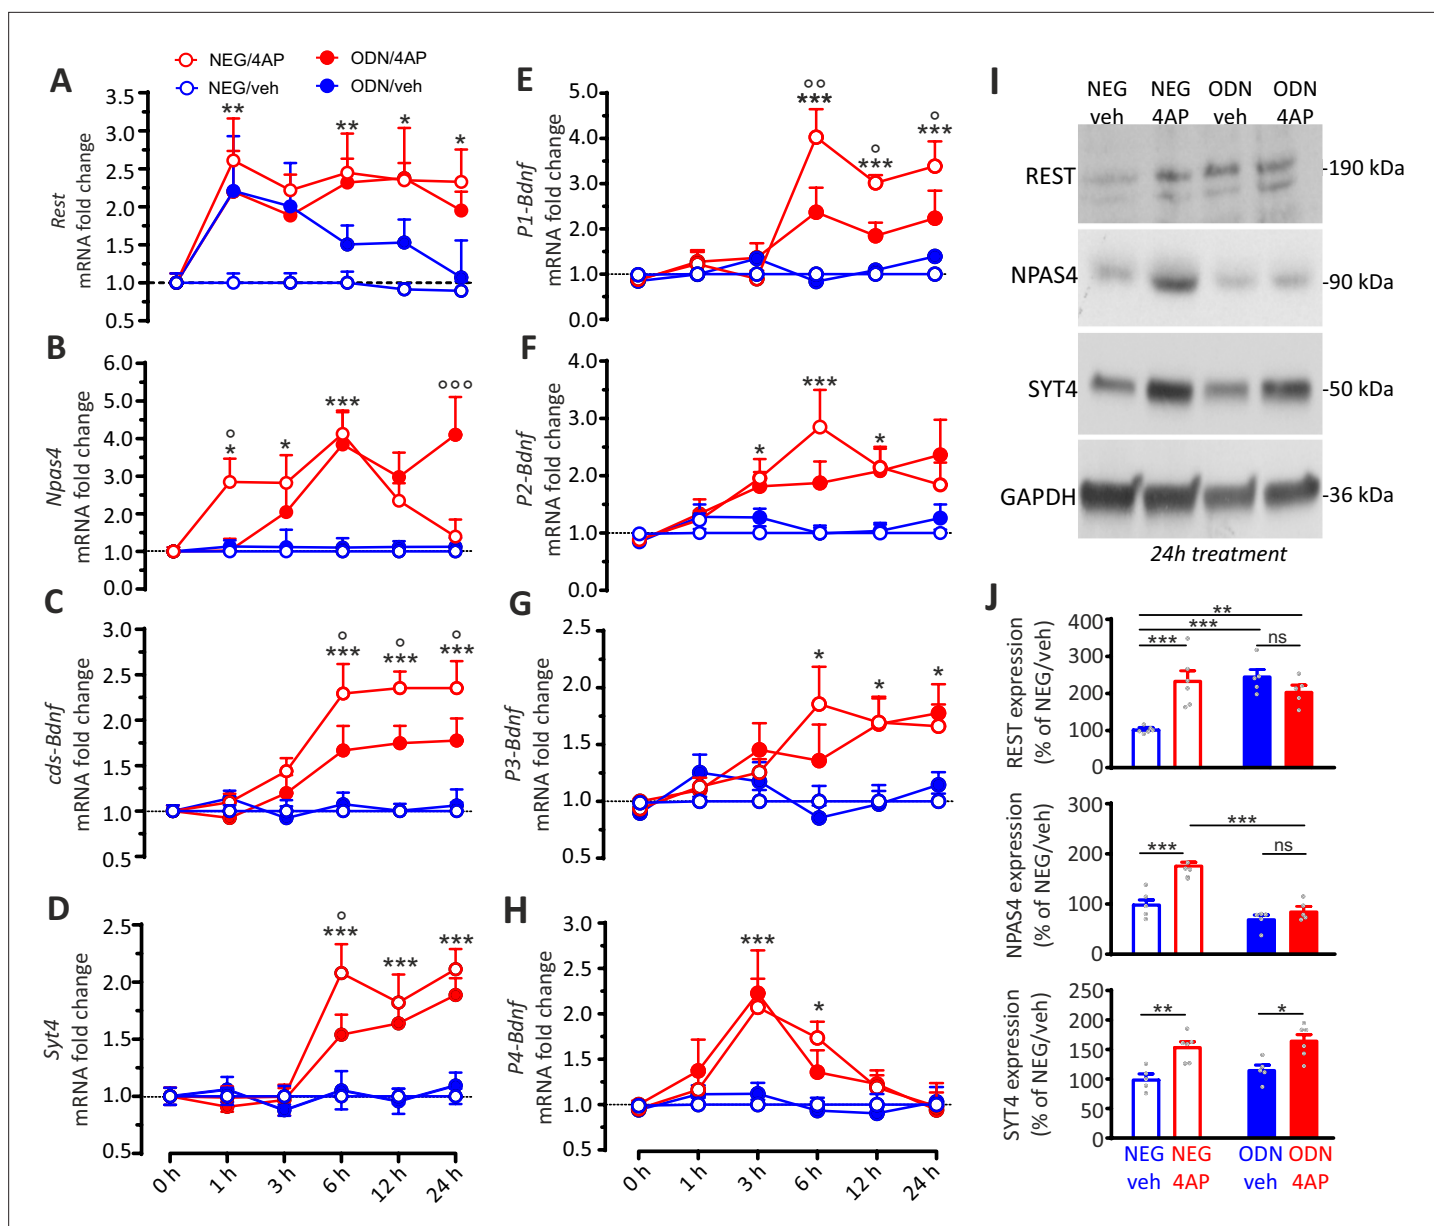 NEG/4AP
ODN/4AP
NEG/veh
ODN/veh
A
Rest
mRNA fold change
3.5
3.0
2.5
2.0
1.5
1.0
0.5
**
**
*
*
B
Npas4
mRNA fold change
6.0
5.0
4.0
3.0
2.0
1.0
0.0
°
*
*
***
°°°
C
cds-Bdnf
mRNA fold change
3.0
2.5
2.0
1.5
1.0
0.5
° ° °
*** *** ***
D
Syt4
mRNA fold change
2.5
2.0
1.5
1.0
0.5
°
*** *** ***
0 h
1 h
3 h
6 h
12 h
24 h
E
P1-Bdnf
mRNA fold change
5.0
4.0
3.0
2.0
1.0
0.0
°° ° °
*** *** ***
F
P2-Bdnf
mRNA fold change
4.0
3.0
2.0
1.0
0.0
*
***
*
G
P3-Bdnf
mRNA fold change
2.5
2.0
1.5
1.0
0.5
*
*
*
H
P4-Bdnf
mRNA fold change
3.0
2.5
2.0
1.5
1.0
0.5
***
*
0 h
1 h
3 h
6 h
12 h
24 h
I
NEG NEG ODN ODN
veh 4AP veh 4AP
REST
-190 kDa
NPAS4
-90 kDa
SYT4
-50 kDa
GAPDH
-36 kDa
24h treatment
J
REST expression
(% of NEG/veh)
400
300
200
100
0
**
***
***
ns
NPAS4 expression
(% of NEG/veh)
300
200
100
0
***
***
ns
SYT4 expression
(% of NEG/veh)
250
200
150
100
50
0
**
*
NEG NEG ODN ODN
veh 4AP veh 4AP